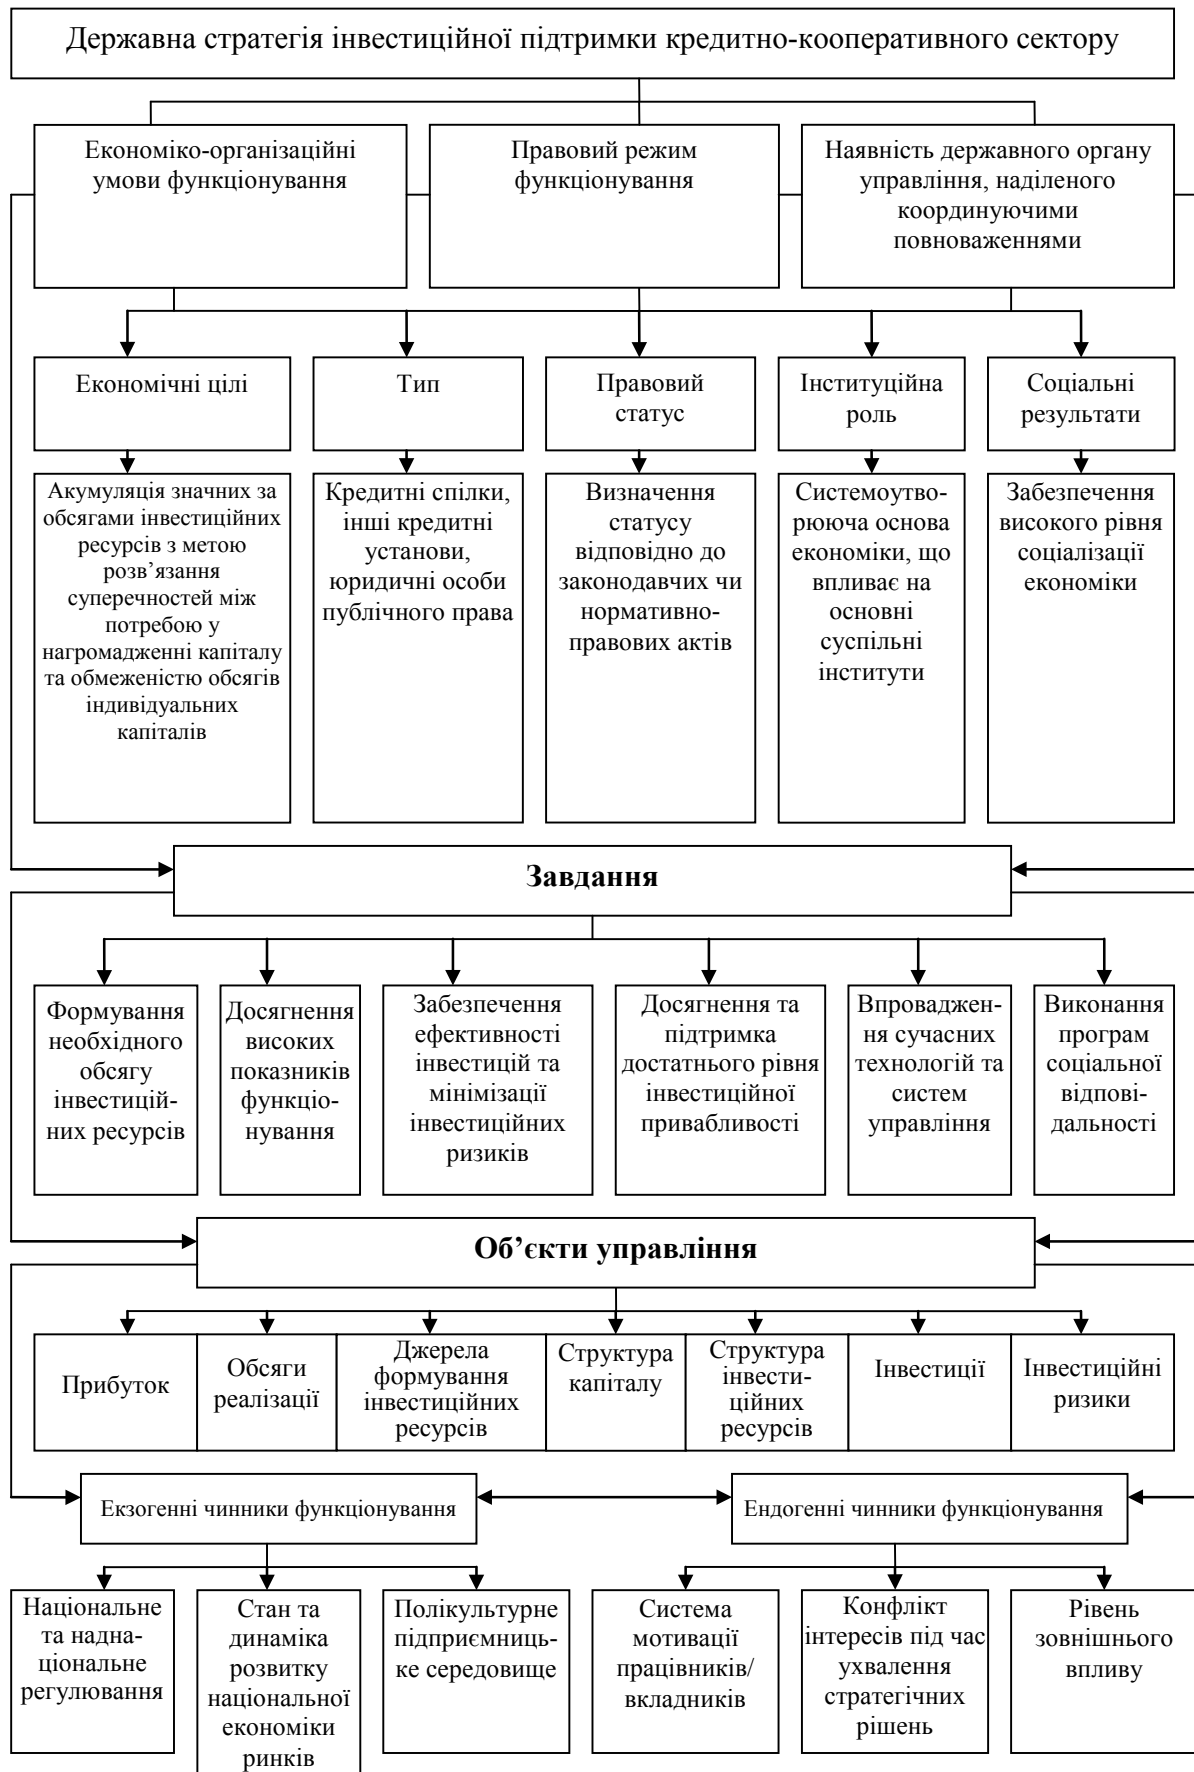 Державна стратегія інвестиційної підтримки кредитно-кооперативного сектору
Економіко-організаційні
умови функціонування
Правовий режим
функціонування
Наявність державного органу
управління, наділеного
координуючими
повноваженнями
Економічні цілі
Тип
Правовий
статус
Інституційна
роль
Соціальні
результати
Акумуляція значних за
обсягами інвестиційних
ресурсів з метою
розв’язання
суперечностей між
потребою у
нагромадженні капіталу
та обмеженістю обсягів
індивідуальних
капіталів
Кредитні спілки,
інші кредитні
установи,
юридичні особи
публічного права
Визначення
статусу
відповідно до
законодавчих чи
нормативно-
правових актів
Системоутво-
рююча основа
економіки, що
впливає на
основні
суспільні
інститути
Забезпечення
високого рівня
соціалізації
економіки
Завдання
Формування
необхідного
обсягу
інвестицій-
них ресурсів
Досягнення
високих
показників
функціо-
нування
Забезпечення
ефективності
інвестицій та
мінімізації
інвестиційних
ризиків
Досягнення та
підтримка
достатнього рівня
інвестиційної
привабливості
Впроваджен-
ня сучасних
технологій та
систем
управління
Виконання
програм
соціальної
відпові-
дальності
Об’єкти управління
Прибуток
Обсяги
реалізації
Джерела
формування
інвестиційних
ресурсів
Структура
капіталу
Структура
інвести-
ційних
ресурсів
Інвестиції
Інвестиційні
ризики
Екзогенні чинники функціонування
Ендогенні чинники функціонування
Національне
та надна-
ціональне
регулювання
Стан та
динаміка
розвитку
національної
економіки
ринків
Полікультурне
підприємниць-
ке середовище
Система
мотивації
працівників/
вкладників
Конфлікт
інтересів під час
ухвалення
стратегічних
рішень
Рівень
зовнішнього
впливу